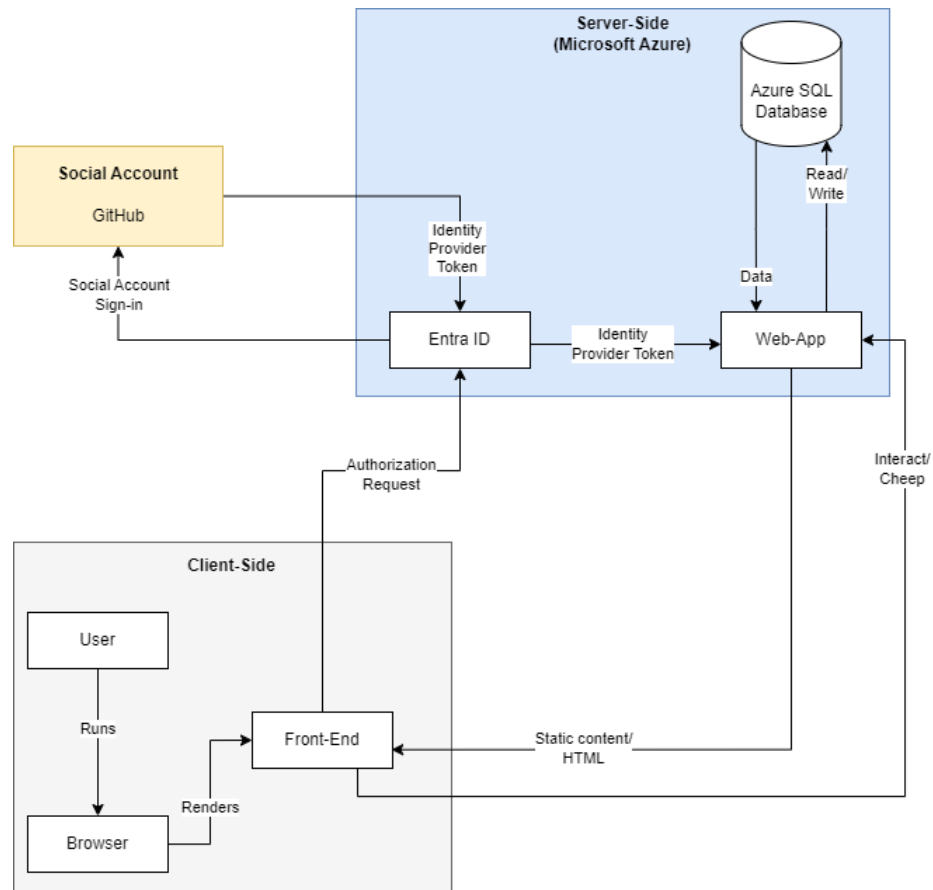 Server-Side
(Microsoft Azure)
Azure SQL
Database
Social Account
GitHub
Read/
Write
Identity
Provider
Token
Social Account
Sign-in
Data
Entra ID
Identity
Provider Token
Web-App
Authorization
Request
Interact/
Cheep
Client-Side
User
Runs
Front-End
Static content/
HTML
Renders
Browser